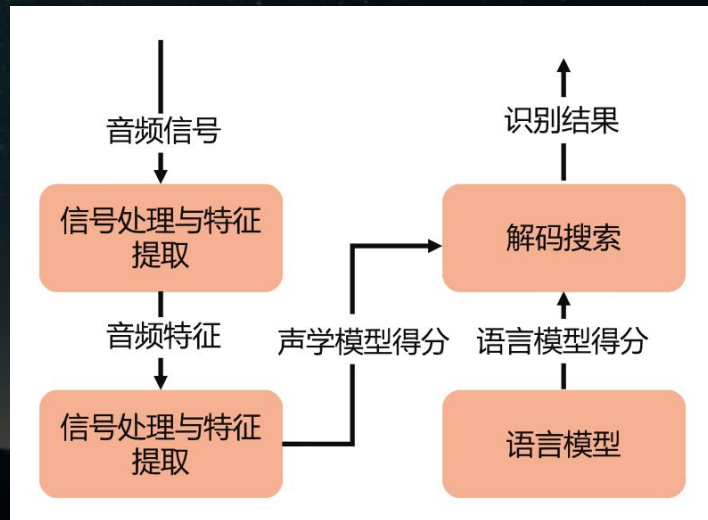 音频信号
识别结果
信号处理与特征
提取
解码搜索
音频特征
声学模型得分
语言模型得分
信号处理与特征
提取
语言模型